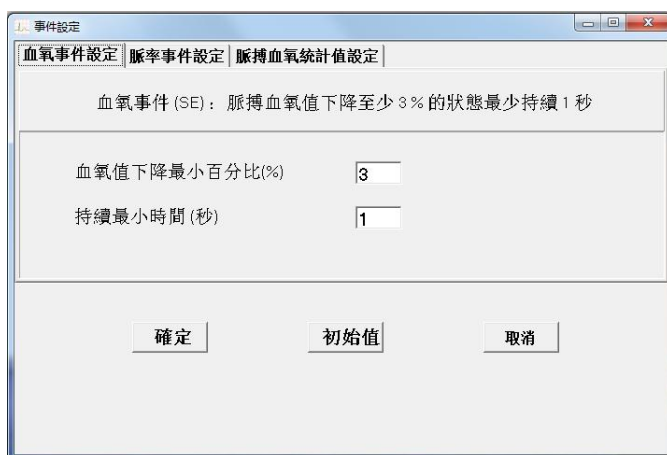 事件設定
血氧事件設定 脈率事件設定 脈搏血氧統計值設定
血氧事件(SE)：脈搏血氧值下降至少3%的狀態最少持續1秒
血氧值下降最小百分比(%) 3
持續最小時間(秒) 1
確定 初始值 取消